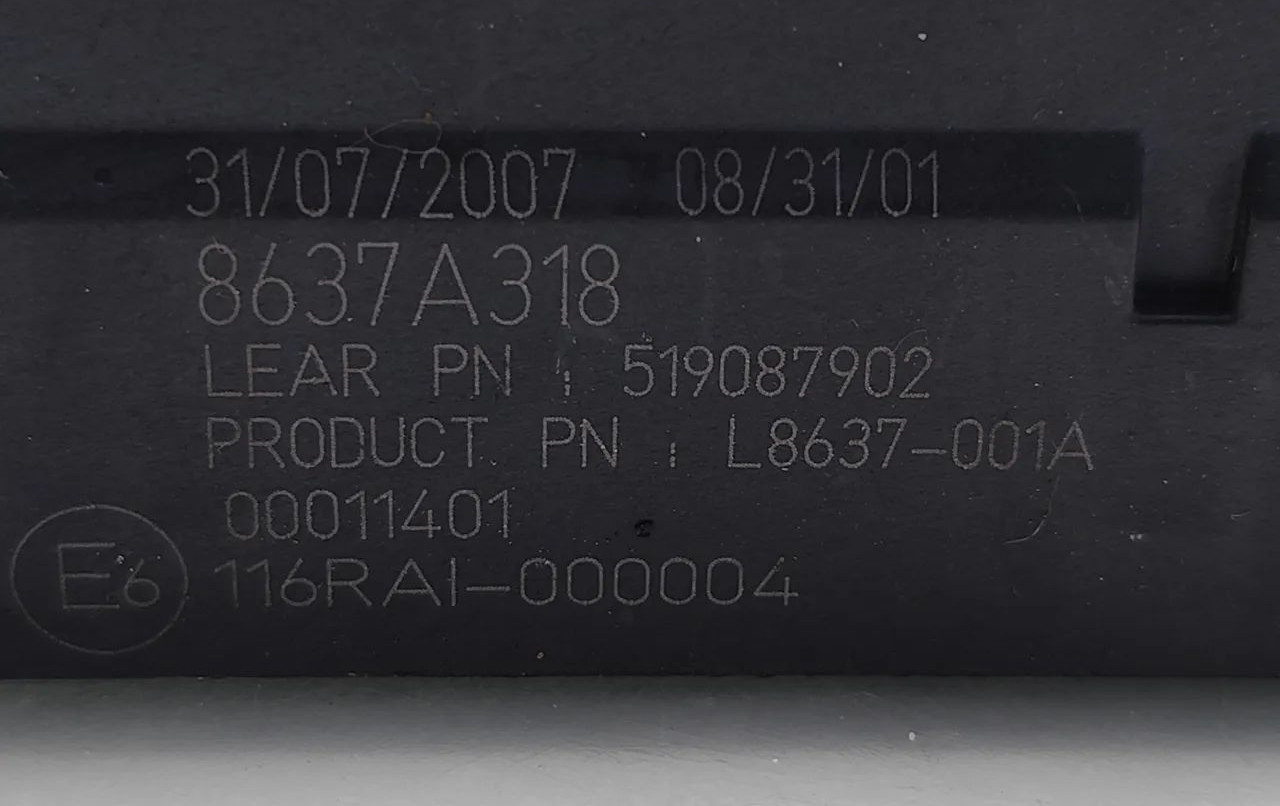 31/07/2007 08/31/01
8637A318
LEAR PN : 519087902
PRODUCT PN : L8637-001A
00011401
E6 116RAI-000004